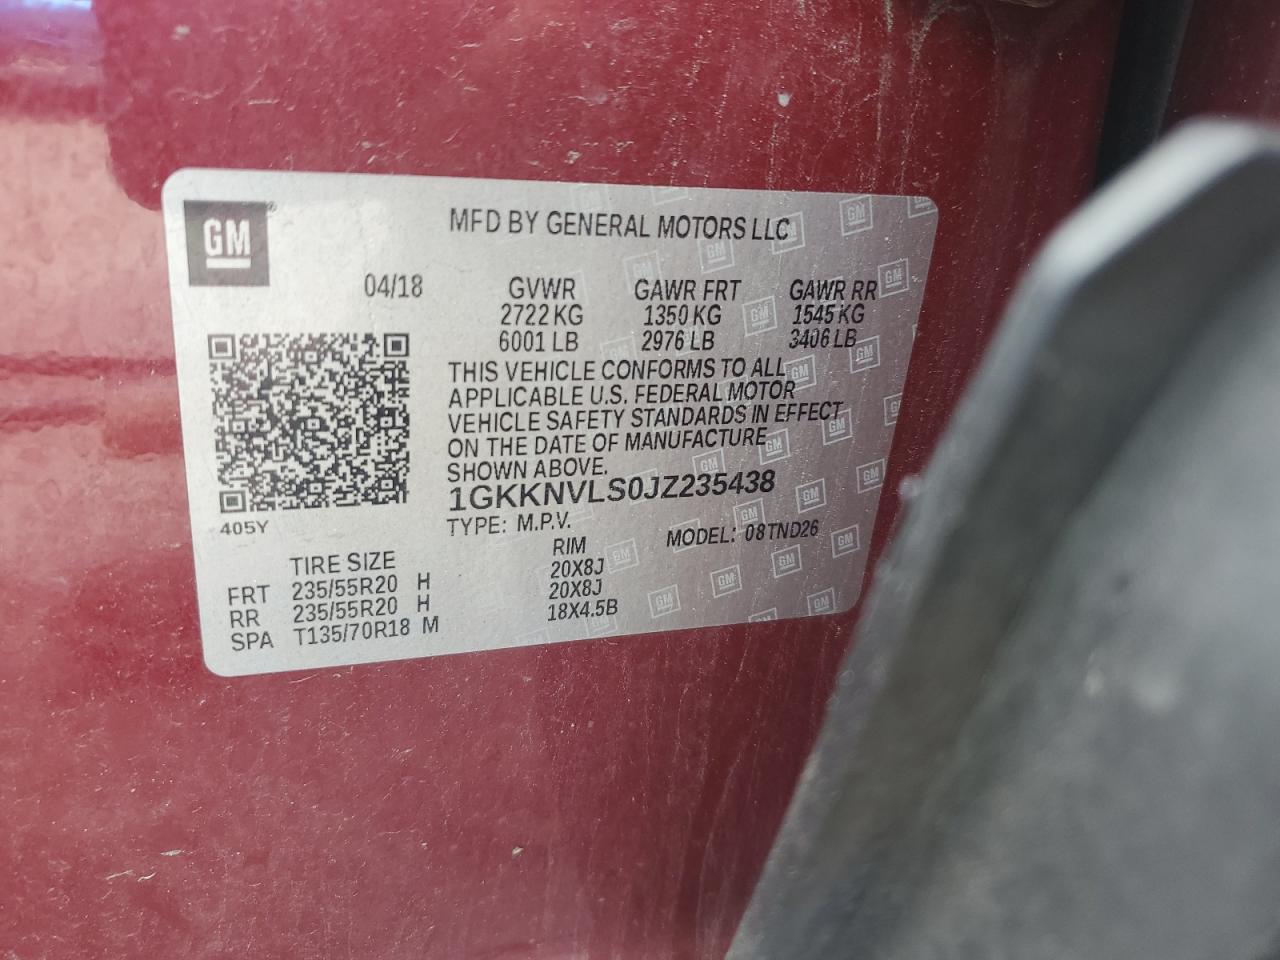 GM
MFD BY GENERAL MOTORS LLC
04/18 GVWR GAWR FRT GAWR RR
2722 KG 1350 KG 1545 KG
6001 LB 2976 LB 3406 LB
THIS VEHICLE CONFORMS TO ALL
APPLICABLE U.S. FEDERAL MOTOR
VEHICLE SAFETY STANDARDS IN EFFECT
ON THE DATE OF MANUFACTURE
SHOWN ABOVE.
1GKKNVLS0JZ235438
405Y
TYPE: M.P.V. MODEL: 08TND26
TIRE SIZE RIM
FRT 235/55R20 H 20X8J
RR 235/55R20 H 20X8J
SPA T135/70R18 M 18X4.5B